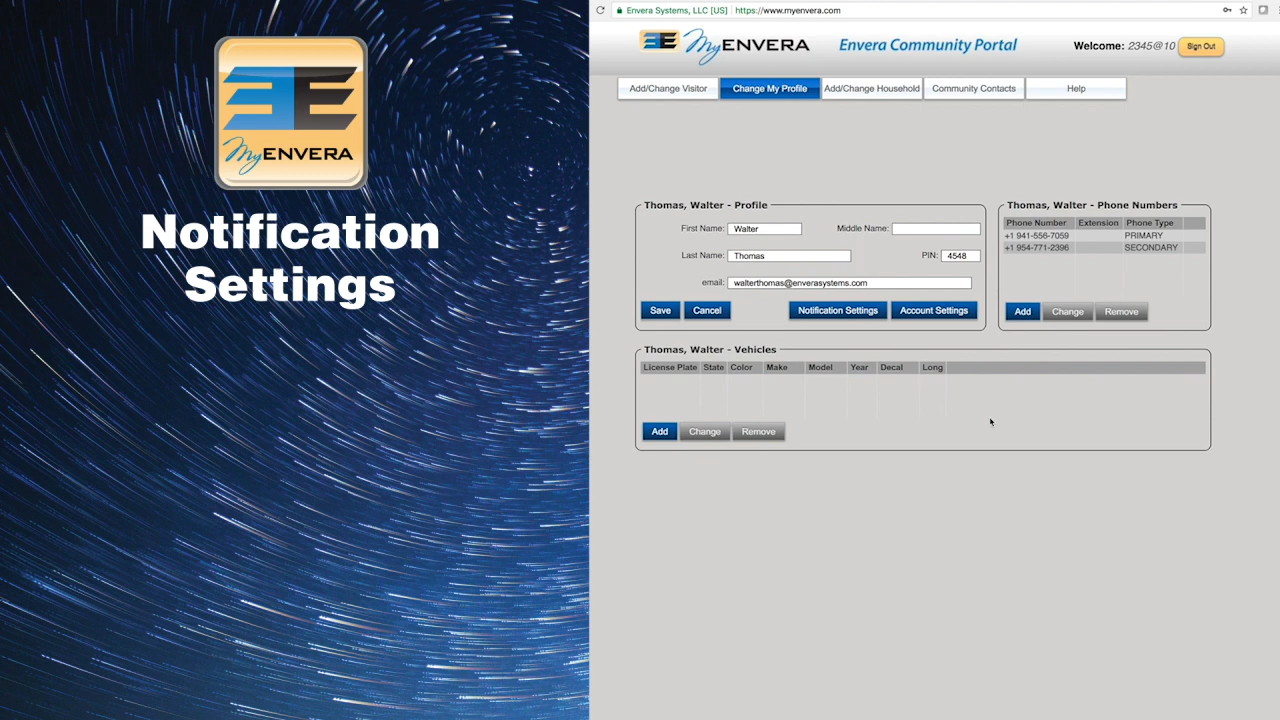 MyENVERA
Notification
Settings
Envera Systems, LLC [US] https://www.myenvera.com
MyENVERA
Envera Community Portal
Welcome: 2345@10
Sign Out
Add/Change Visitor
Change My Profile
Add/Change Household
Community Contacts
Help
Thomas, Walter - Profile
First Name: Walter
Middle Name:
Last Name: Thomas
PIN: 4548
email: walterthomas@enverasystems.com
Save
Cancel
Notification Settings
Account Settings
Thomas, Walter - Phone Numbers
Phone Number Extension Phone Type
+1 941-556-7059 PRIMARY
+1 954-771-2396 SECONDARY
Add
Change
Remove
Thomas, Walter - Vehicles
License Plate State Color Make Model Year Decal Long
Add
Change
Remove